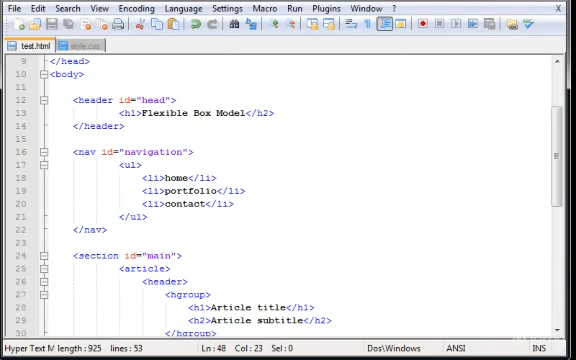 File Edit Search View Encoding Language Settings Macro Run Plugins Window ? X
test.html style.css
9 </head>
10 <body>
11
12 <header id="head">
13 <h1>Flexible Box Model</h2>
14 </header>
15
16 <nav id="navigation">
17 <ul>
18 <li>home</li>
19 <li>portfolio</li>
20 <li>contact</li>
21 </ul>
22 </nav>
23
24 <section id="main">
25 <article>
26 <header>
27 <hgroup>
28 <h1>Article title</h1>
29 <h2>Article subtitle</h2>
30 </hgroup>
Hyper Text M length : 925 lines : 53 Ln : 48 Col : 23 Sel : 0 Dos\Windows ANSI INS